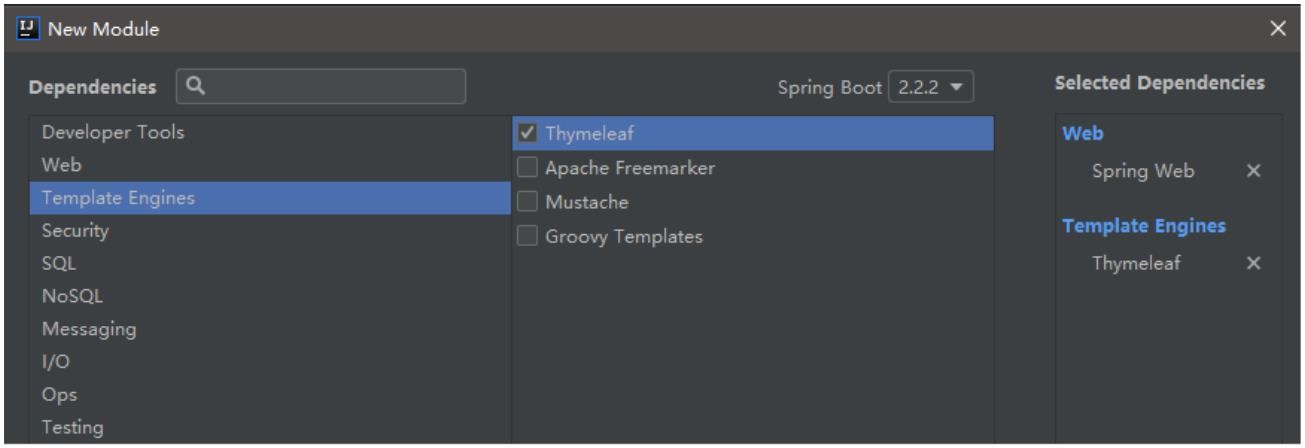 New Module
Dependencies
Spring Boot 2.2.2
Selected Dependencies
Developer Tools
Web
Template Engines
Security
SQL
NoSQL
Messaging
I/O
Ops
Testing
Thymeleaf
Apache Freemarker
Mustache
Groovy Templates
Web
Spring Web
Template Engines
Thymeleaf